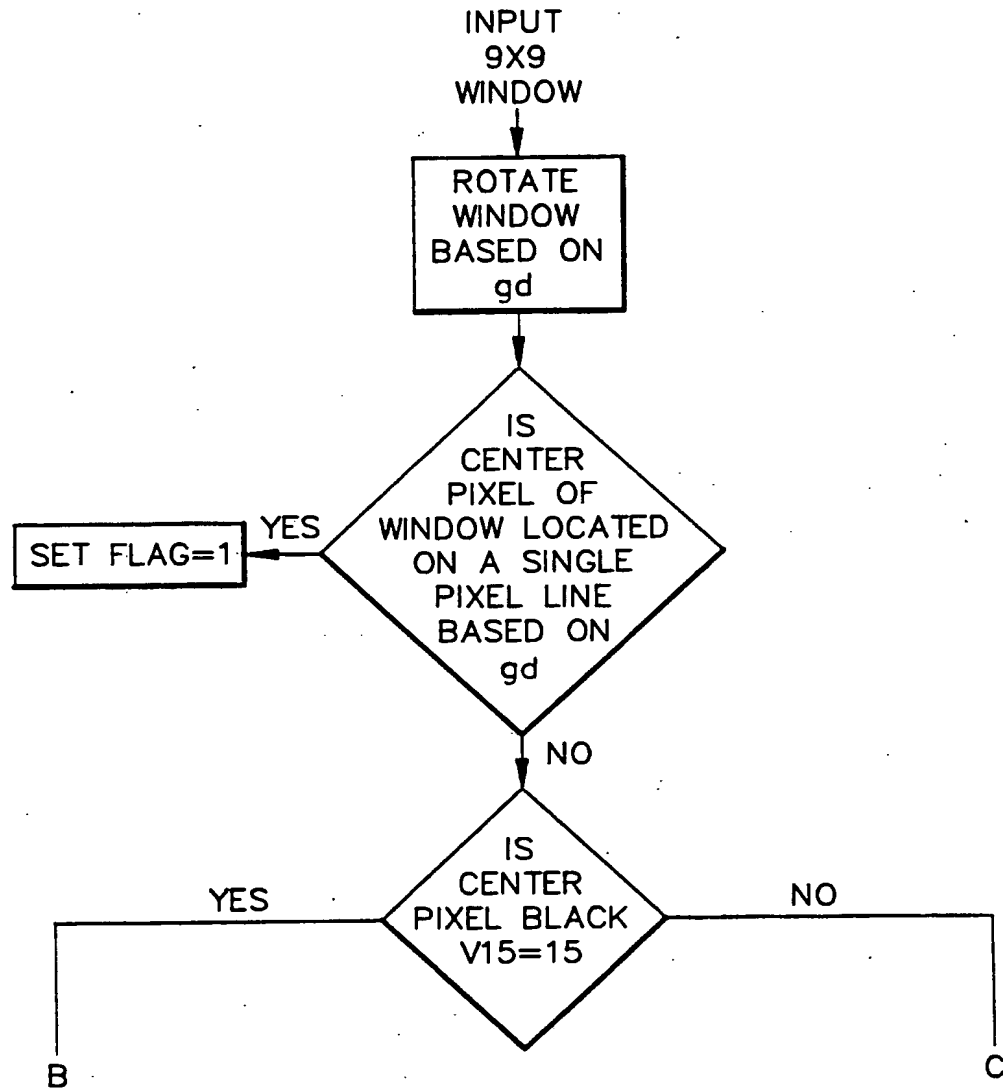 INPUT
9X9
WINDOW
ROTATE
WINDOW
BASED ON
gd
IS
CENTER
PIXEL OF
WINDOW LOCATED
ON A SINGLE
PIXEL LINE
BASED ON
gd
YES
SET FLAG=1
NO
IS
CENTER
PIXEL BLACK
V15=15
YES
NO
B
C